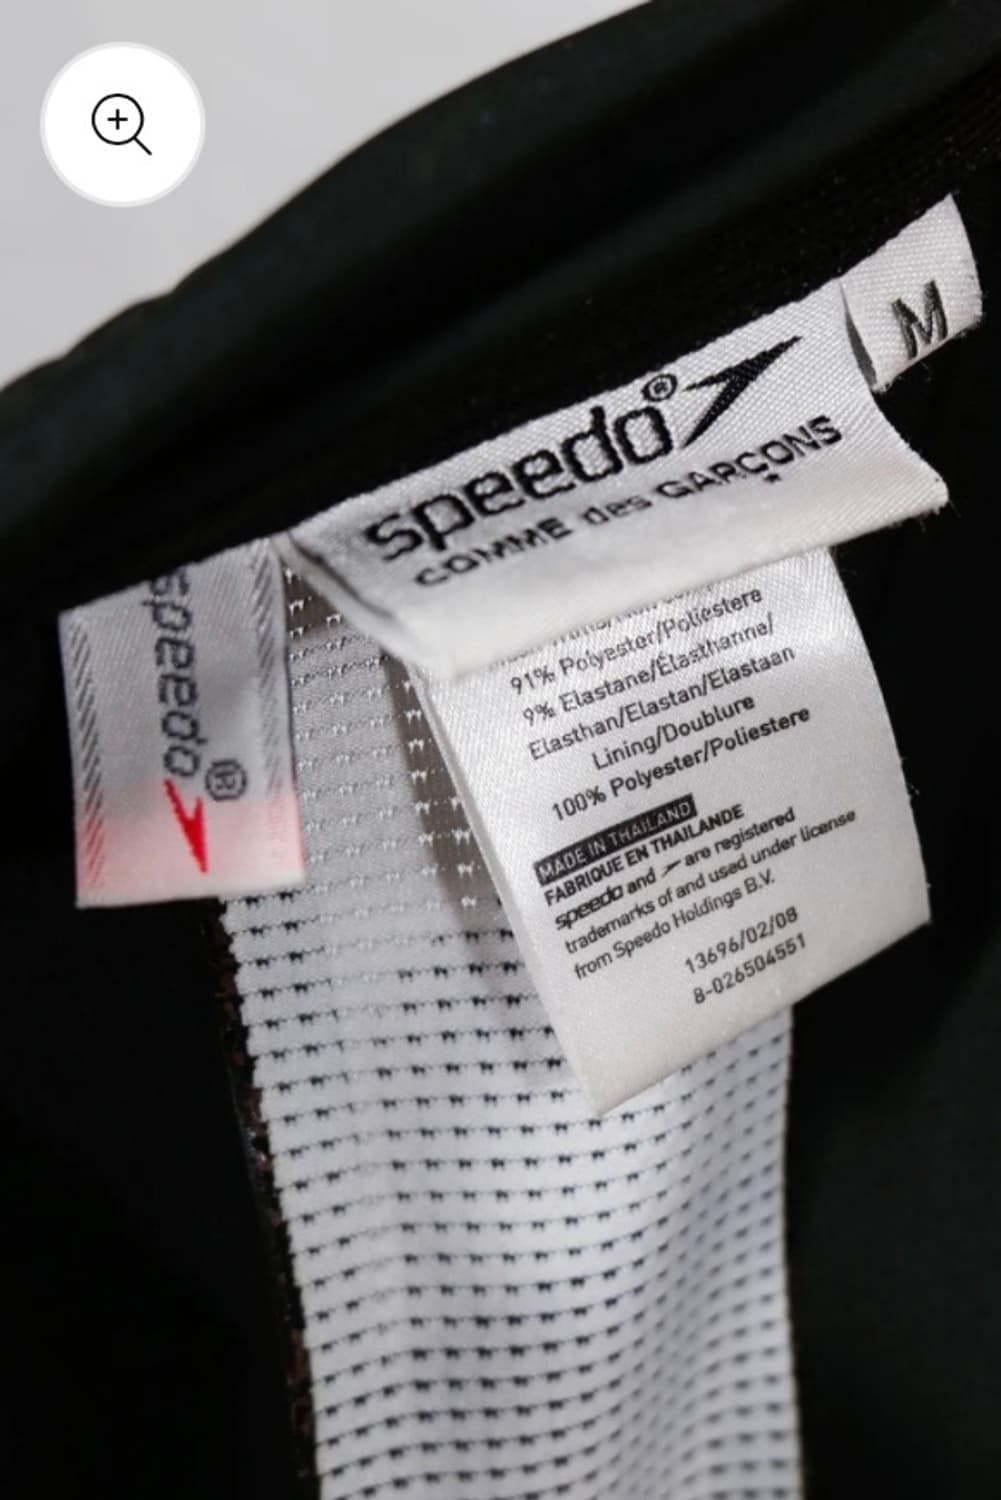 M
speedo®
COMME des GARÇONS
speedo®
91% Polyester/Poliestere
9% Elastane/Élasthanne/
Elasthan/Elastan/Elastaan
Lining/Doublure
100% Polyester/Poliestere
MADE IN THAILAND
FABRIQUE EN THAILANDE
speedo and are registered
trademarks of and used under license
from Speedo Holdings B.V.
13696/02/08
8-026504551